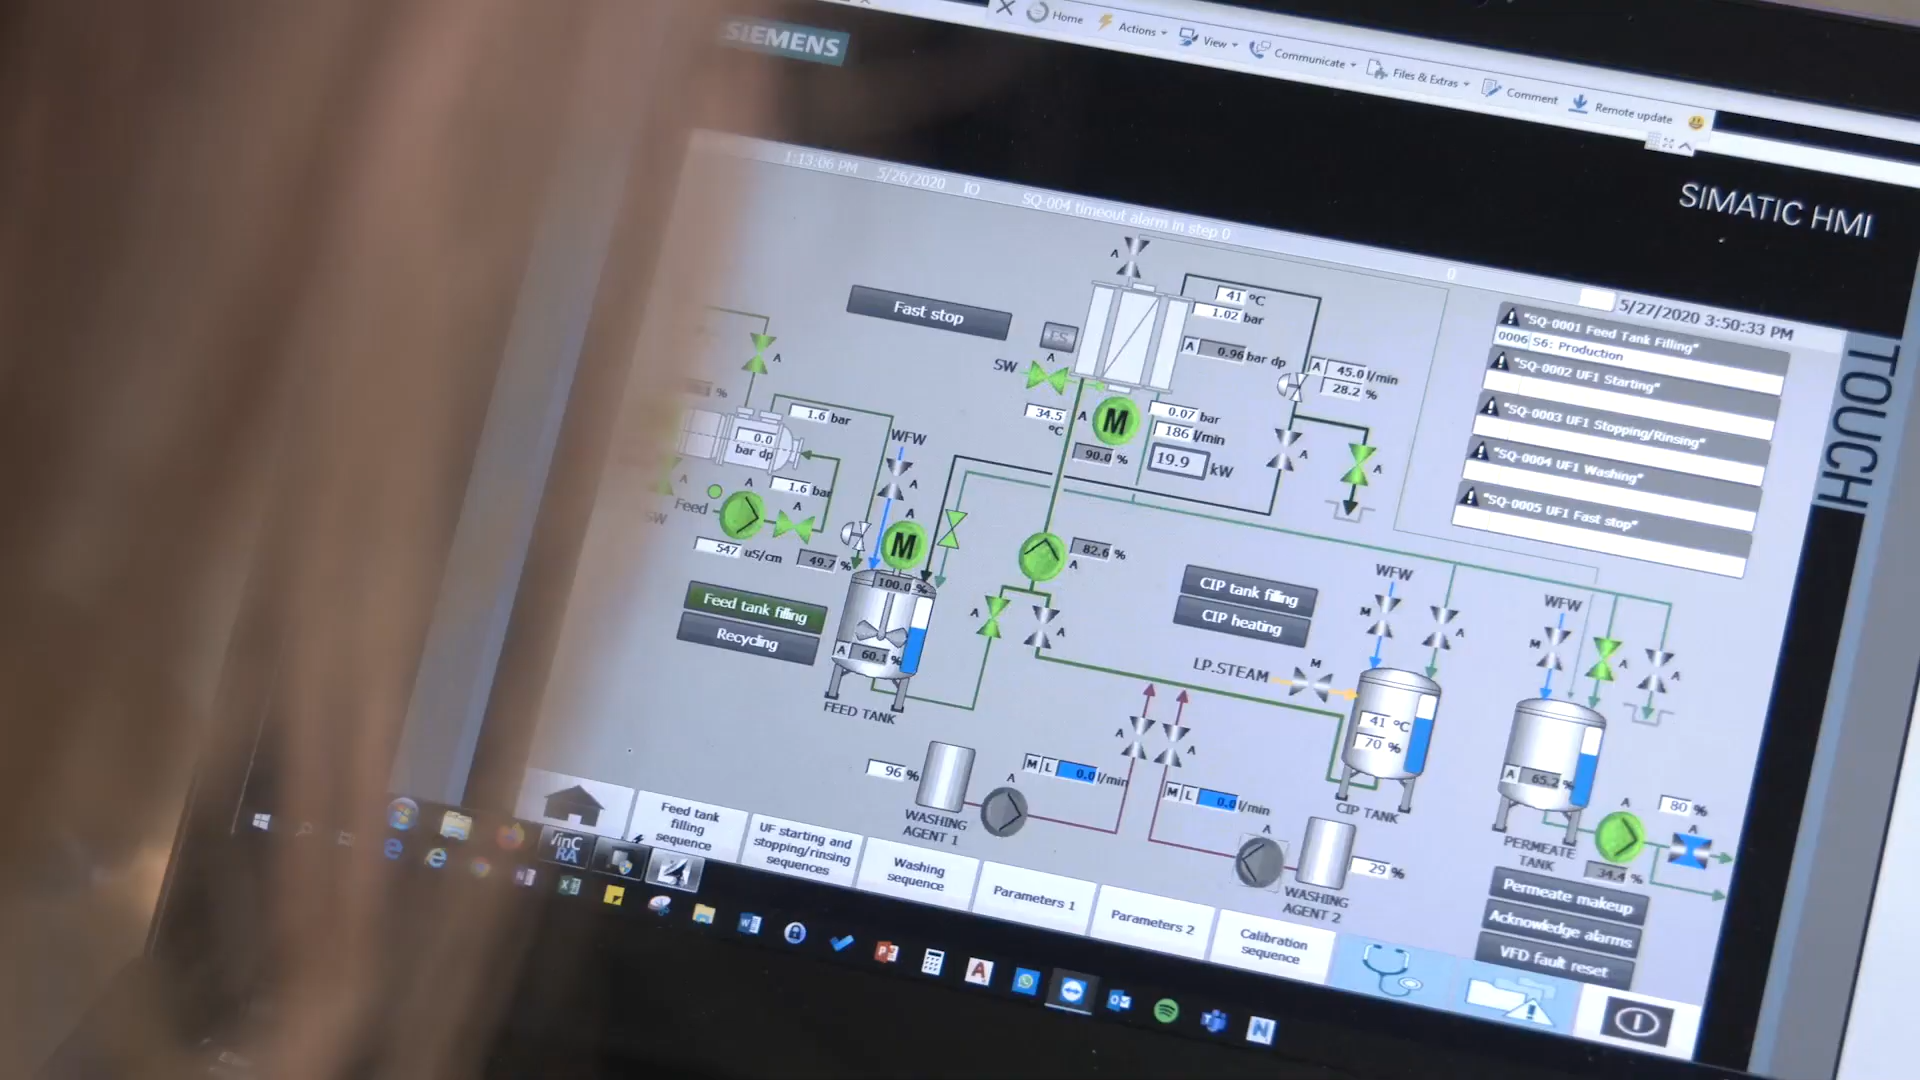 SIEMENS
Home
Actions
View
Communicate
Files & Extras
Comment
Remote update
SIMATIC HMI
TOUCH
1:13:06 PM 5/26/2020 IO SQ-004 timeout alarm in step 0
0
5/27/2020 3:50:33 PM
"SQ-0001 Feed Tank Filling"
0006 S6: Production
"SQ-0002 UF1 Starting"
"SQ-0003 UF1 Stopping/Rinsing"
"SQ-0004 UF1 Washing"
"SQ-0005 UF1 Fast stop"
Fast stop
FS
A
A
SW
41 °C
1.02 bar
A 0.96 bar dp
A 45.0 l/min
28.2 %
34.5 °C
A
M
90.0 %
0.07 bar
186 l/min
19.9 kW
A
A
A
%
1.6 bar
0.0
bar dp
1.6 bar
A
A
A
Feed
SW
547 uS/cm
49.7 %
WFW
A
A
M
100.0 %
A 60.1 %
FEED TANK
Feed tank filling
Recycling
82.6 %
A
A
A
CIP tank filling
CIP heating
LP.STEAM
M
WFW
M
A
41 °C
70 %
CIP TANK
WFW
M
A
A
A 65.2 %
PERMEATE
TANK
A
34.4 %
80 %
A
96 %
WASHING
AGENT 1
A
M L 0.0 l/min
A
A
M L 0.0 l/min
A
WASHING
AGENT 2
29 %
Permeate makeup
Acknowledge alarms
VFD fault reset
Feed tank
filling
sequence
UF starting and
stopping/rinsing
sequences
Washing
sequence
Parameters 1
Parameters 2
Calibration
sequence
WinC
RA